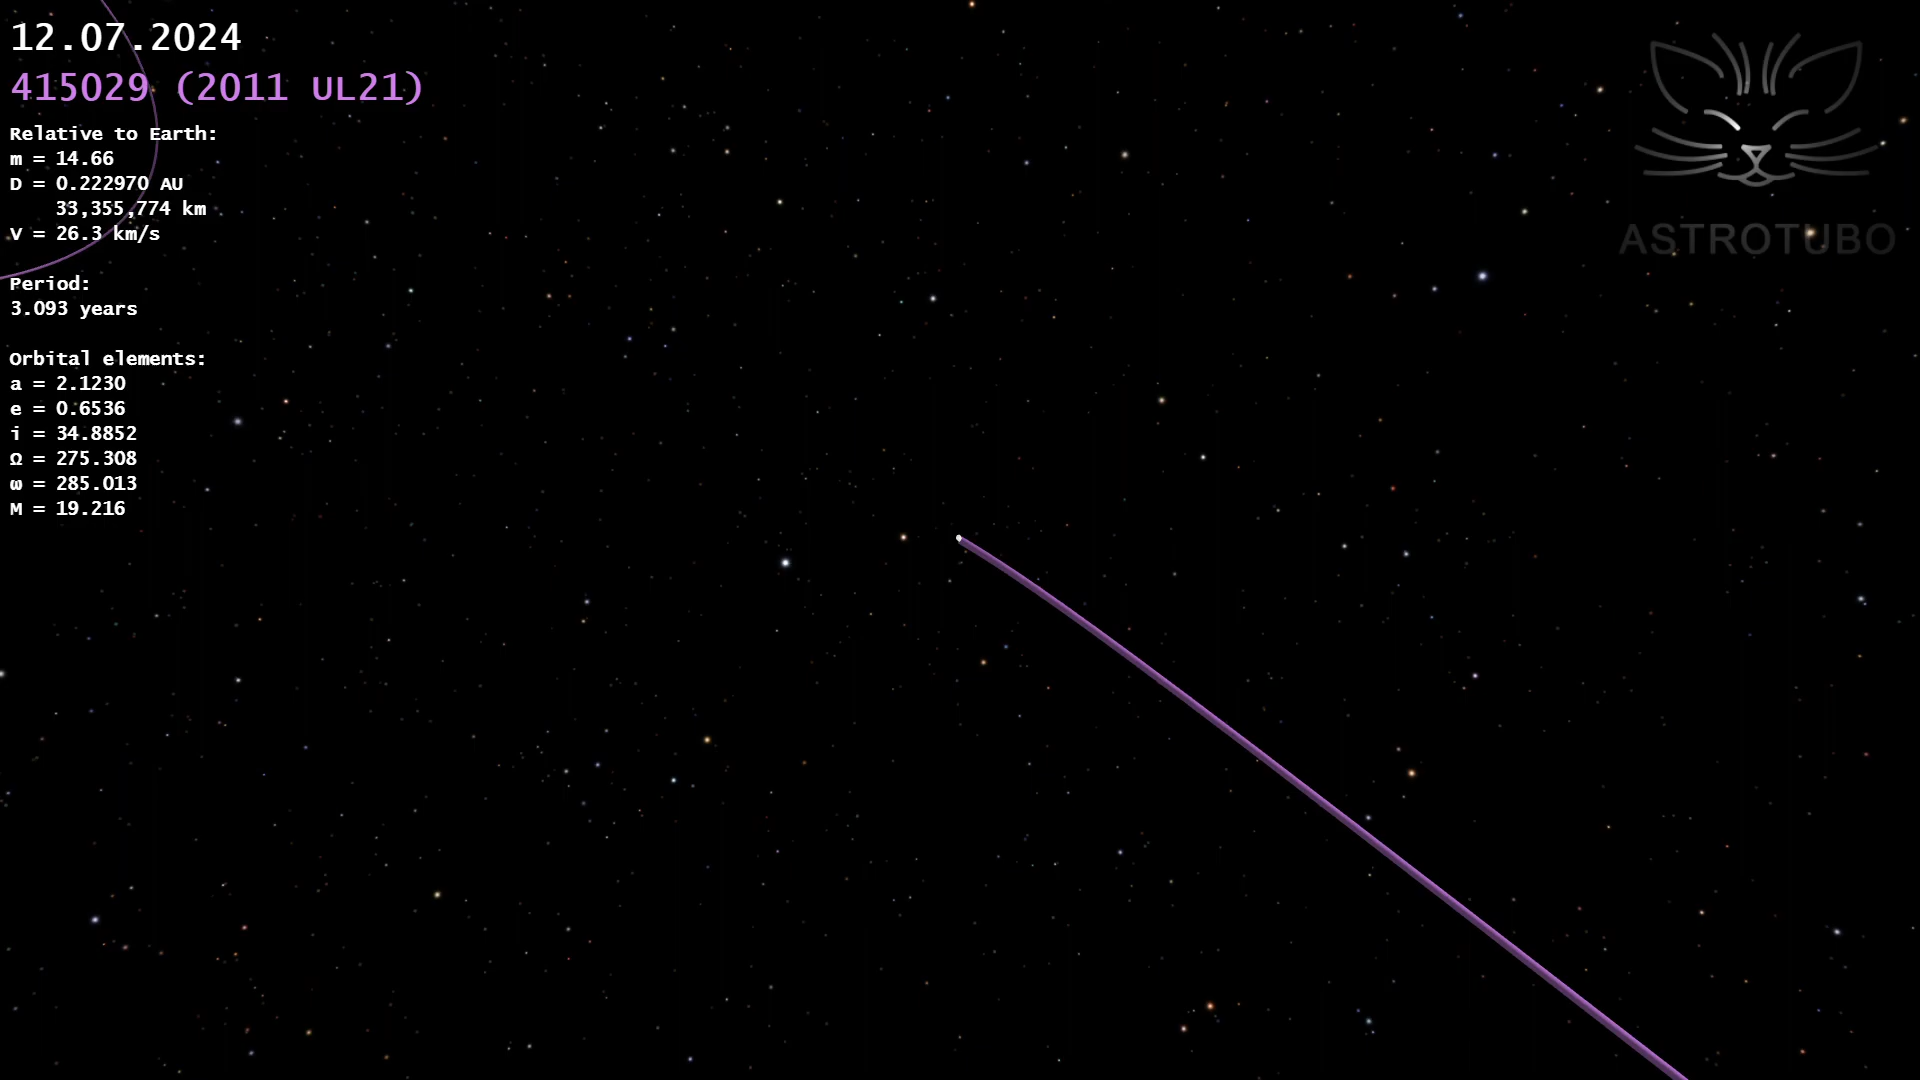 12.07.2024
415029 (2011 UL21)
Relative to Earth:
m = 14.66
D = 0.222970 AU
33,355,774 km
V = 26.3 km/s
Period:
3.093 years
Orbital elements:
a = 2.1230
e = 0.6536
i = 34.8852
Ω = 275.308
ω = 285.013
M = 19.216
ASTROTUBO